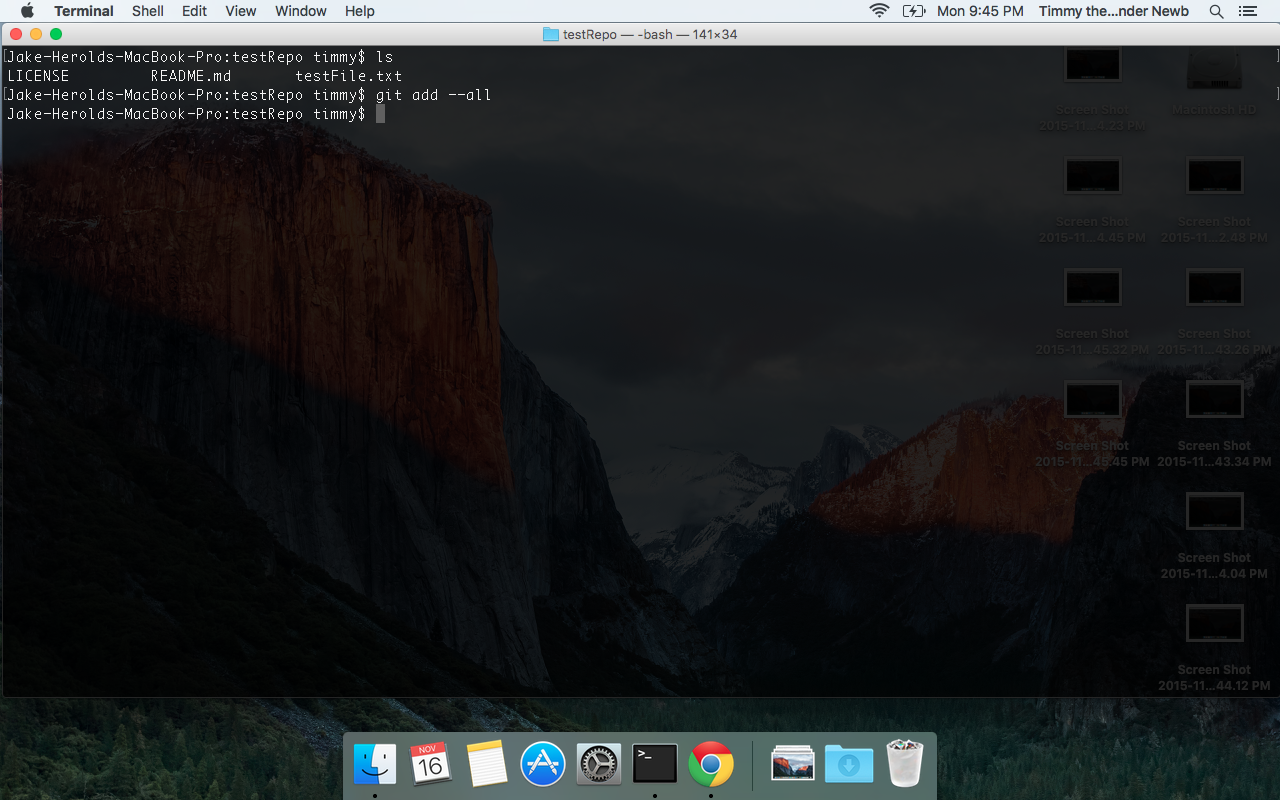 Terminal Shell Edit View Window Help Mon 9:45 PM Timmy the...nder Newb
testRepo — -bash — 141×34
Jake-Herolds-MacBook-Pro:testRepo timmy$ ls
LICENSE README.md testFile.txt
Jake-Herolds-MacBook-Pro:testRepo timmy$ git add --all
Jake-Herolds-MacBook-Pro:testRepo timmy$
Screen Shot Macintosh HD
2015-11...4.23 PM
Screen Shot Screen Shot
2015-11...4.45 PM 2015-11...2.48 PM
Screen Shot Screen Shot
2015-11...45.32 PM 2015-11...43.26 PM
Screen Shot Screen Shot
2015-11...45.45 PM 2015-11...43.34 PM
Screen Shot
2015-11...4.04 PM
Screen Shot
2015-11...44.12 PM
NOV
16
>_